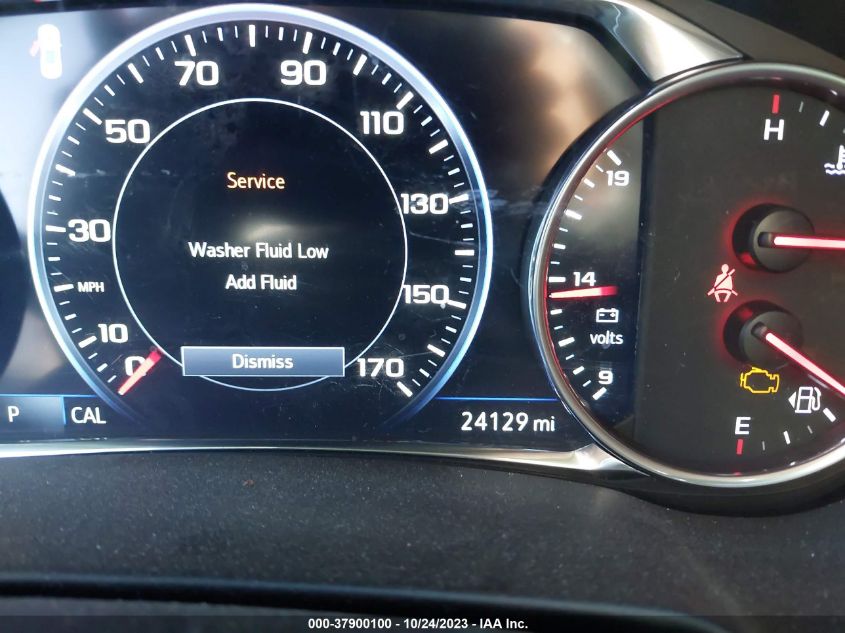 70 90
50 110
Service
130
30
Washer Fluid Low
Add Fluid
MPH
150
10
0 Dismiss 170
P CAL
24129 mi
H
19
14
volts
9
E
000-37900100 - 10/24/2023 - IAA Inc.